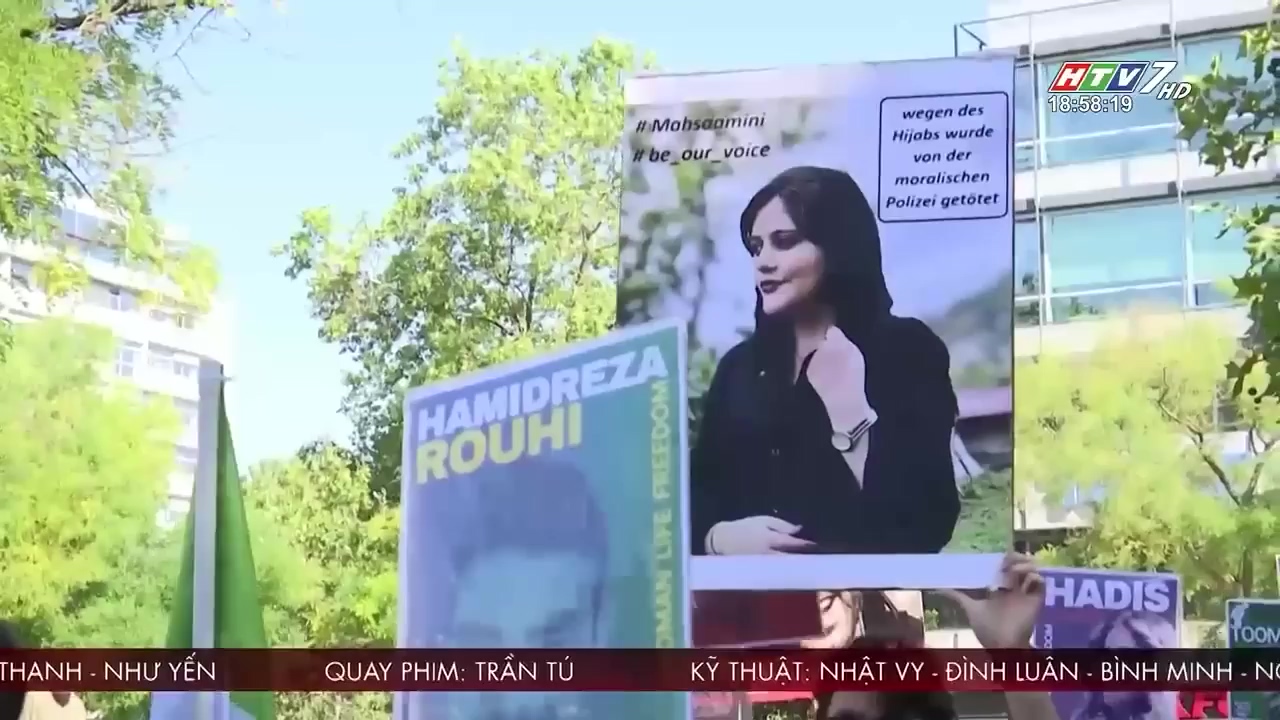 HTV7 HD
18:58:19
# Mahsaamini
# be_our_voice
wegen des
Hijabs wurde
von der
moralischen
Polizei getötet
HAMIDREZA
ROUHI
WOMAN LIFE FREEDOM
HADIS
TOOM
THANH - NHƯ YẾN QUAY PHIM: TRẦN TÚ KỸ THUẬT: NHẬT VY - ĐÌNH LUÂN - BÌNH MINH -